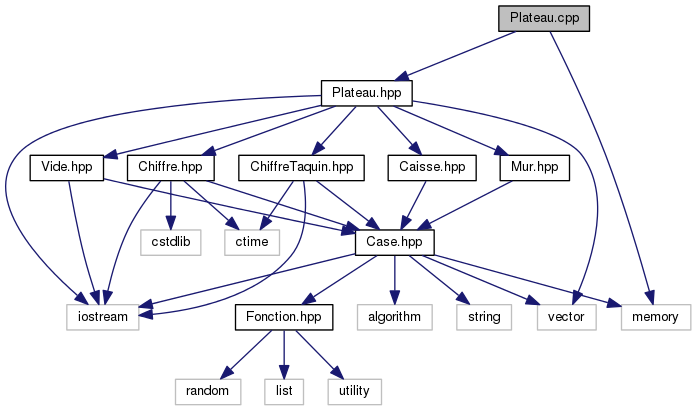 Plateau.cpp
Plateau.hpp
Vide.hpp
Chiffre.hpp
ChiffreTaquin.hpp
Caisse.hpp
Mur.hpp
cstdlib
ctime
Case.hpp
iostream
Fonction.hpp
algorithm
string
vector
memory
random
list
utility